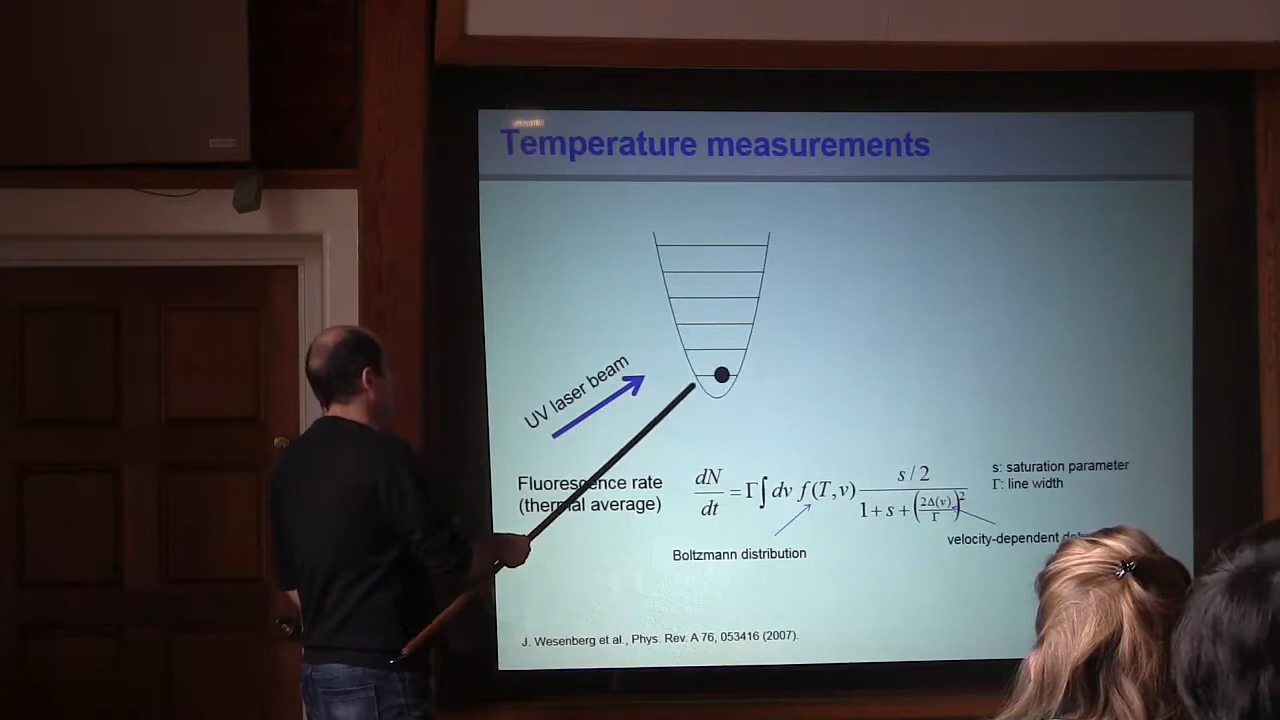 Temperature measurements
UV laser beam
Fluorescence rate
(thermal average)
dN/dt = Γ∫ dv f(T,v) (s/2)/(1+s+(2Δ(v)/Γ)²)
s: saturation parameter
Γ: line width
velocity-dependent
Boltzmann distribution
J. Wesenberg et al., Phys. Rev. A 76, 053416 (2007).